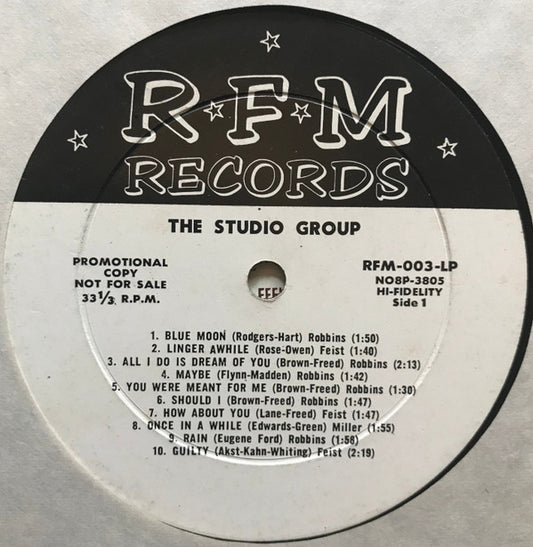 R☆F☆M
RECORDS
THE STUDIO GROUP
PROMOTIONAL
COPY
NOT FOR SALE
33 1/3 R.P.M.
RFM-003-LP
NO8P-3805
HI-FIDELITY
Side 1
1. BLUE MOON (Rodgers-Hart) Robbins (1:50)
2. LINGER AWHILE (Rose-Owen) Feist (1:40)
3. ALL I DO IS DREAM OF YOU (Brown-Freed) Robbins (2:13)
4. MAYBE (Flynn-Madden) Robbins (1:42)
5. YOU WERE MEANT FOR ME (Brown-Freed) Robbins (1:30)
6. SHOULD I (Brown-Freed) Robbins (1:47)
7. HOW ABOUT YOU (Lane-Freed) Feist (1:47)
8. ONCE IN A WHILE (Edwards-Green) Miller (1:55)
9. RAIN (Eugene Ford) Robbins (1:58)
10. GUILTY (Akst-Kahn-Whiting) Feist (2:19)